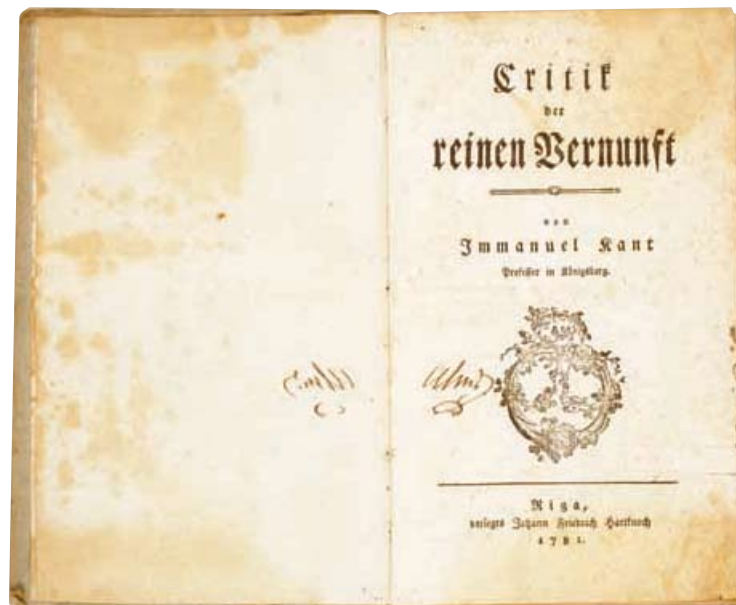 Critik
der
reinen Vernunft
von
Immanuel Kant
Professor in Königsberg.
Riga,
verlegts Johann Friedrich Hartknoch
1781.